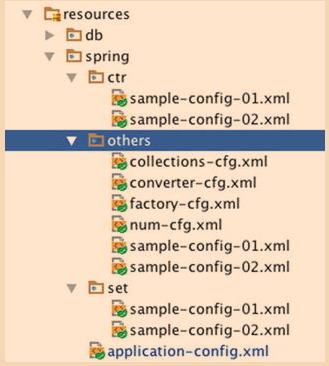 resources
db
spring
ctr
sample-config-01.xml
sample-config-02.xml
others
collections-cfg.xml
converter-cfg.xml
factory-cfg.xml
num-cfg.xml
sample-config-01.xml
sample-config-02.xml
set
sample-config-01.xml
sample-config-02.xml
application-config.xml